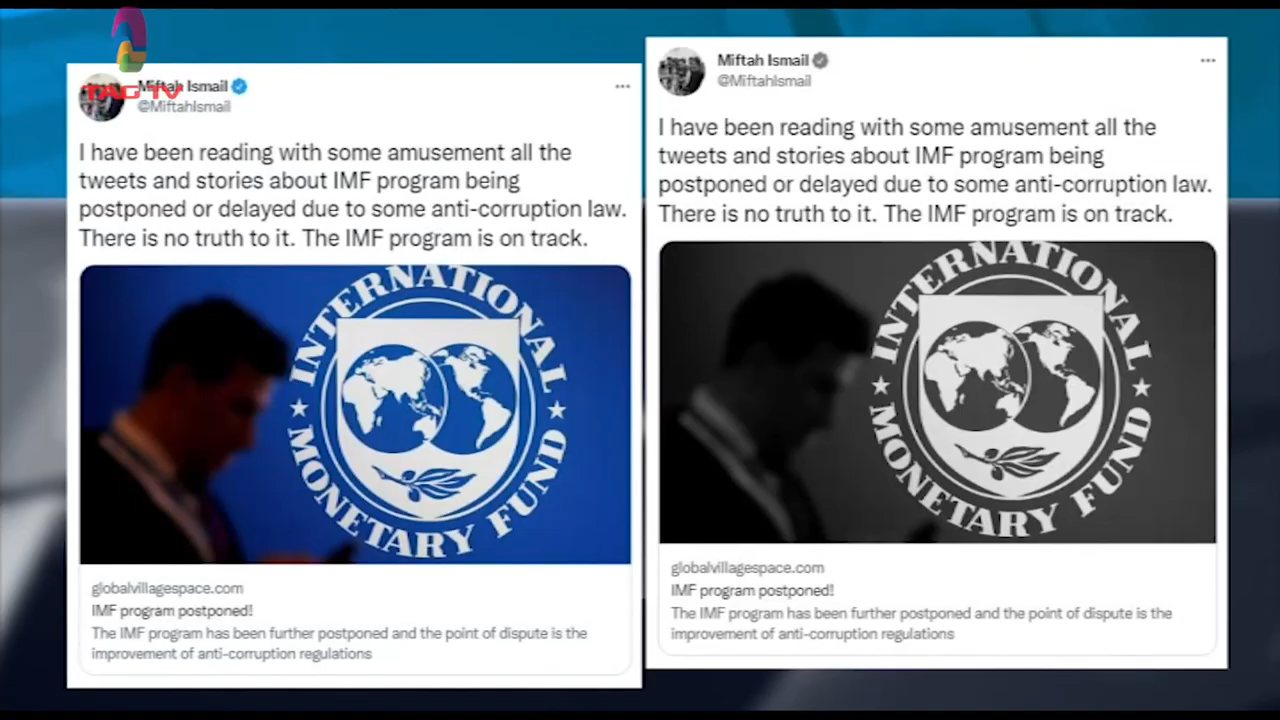 TAG TV
Miftah Ismail
@MiftahIsmail
I have been reading with some amusement all the
tweets and stories about IMF program being
postponed or delayed due to some anti-corruption law.
There is no truth to it. The IMF program is on track.
INTERNATIONAL
MONETARY FUND
globalvillagespace.com
IMF program postponed!
The IMF program has been further postponed and the point of dispute is the
improvement of anti-corruption regulations
Miftah Ismail
@MiftahIsmail
I have been reading with some amusement all the
tweets and stories about IMF program being
postponed or delayed due to some anti-corruption law.
There is no truth to it. The IMF program is on track.
INTERNATIONAL
MONETARY FUND
globalvillagespace.com
IMF program postponed!
The IMF program has been further postponed and the point of dispute is the
improvement of anti-corruption regulations